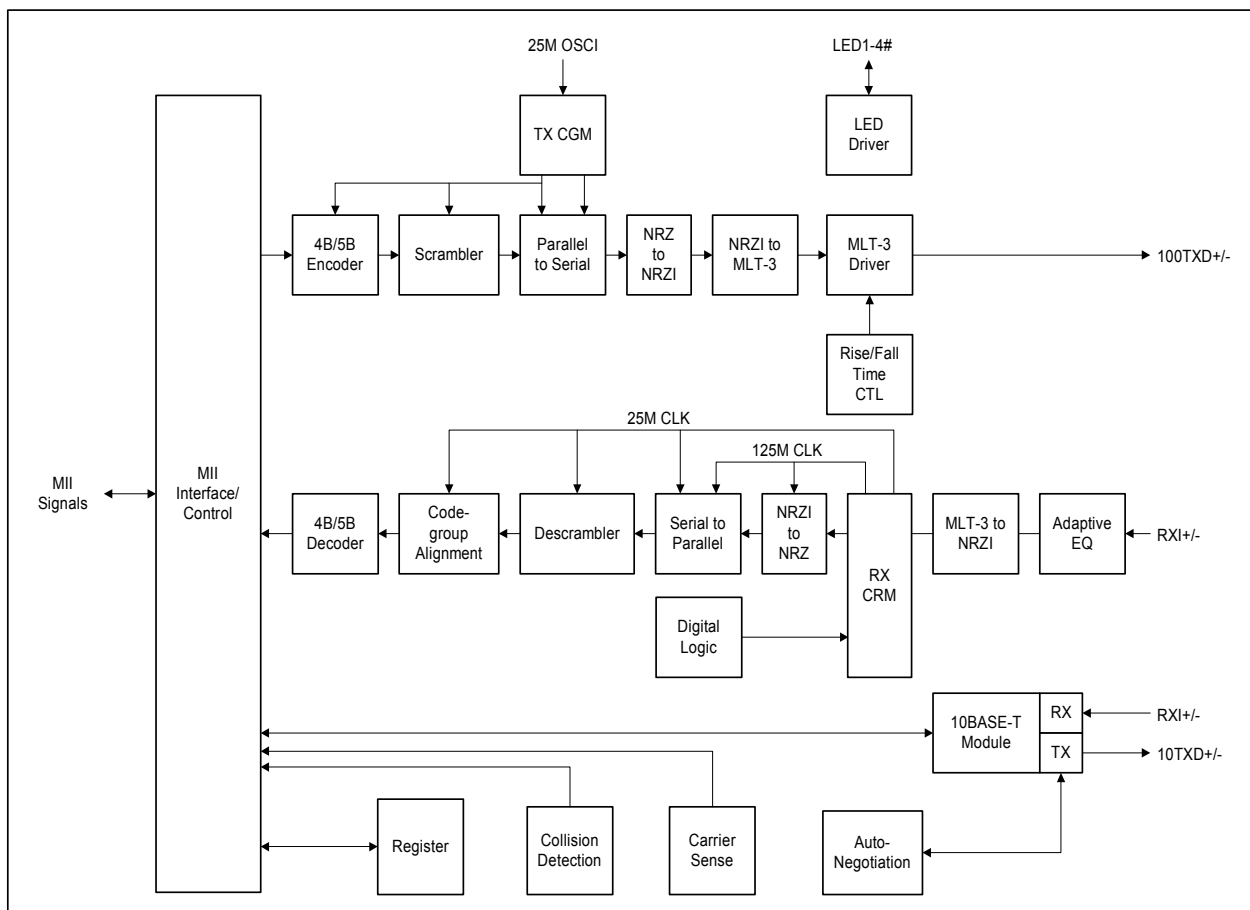 25M OSCI
LED1-4#
TX CGM
LED
Driver
4B/5B
Encoder
Scrambler
Parallel
to Serial
NRZ
to
NRZI
NRZI to
MLT-3
MLT-3
Driver
100TXD+/-
Rise/Fall
Time
CTL
25M CLK
125M CLK
MII
Signals
MII
Interface/
Control
4B/5B
Decoder
Code-
group
Alignment
Descrambler
Serial to
Parallel
NRZI
to
NRZ
RX
CRM
MLT-3 to
NRZI
Adaptive
EQ
RXI+/-
Digital
Logic
10BASE-T
Module
RX
RXI+/-
TX
10TXD+/-
Register
Collision
Detection
Carrier
Sense
Auto-
Negotiation